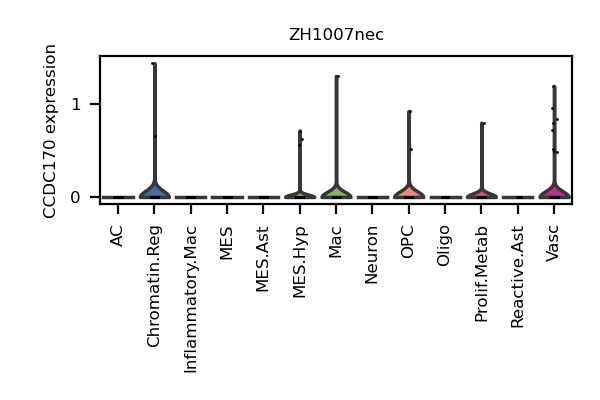 ZH1007nec
CCDC170 expression
1
0
AC
Chromatin.Reg
Inflammatory.Mac
MES
MES.Ast
MES.Hyp
Mac
Neuron
OPC
Oligo
Prolif.Metab
Reactive.Ast
Vasc